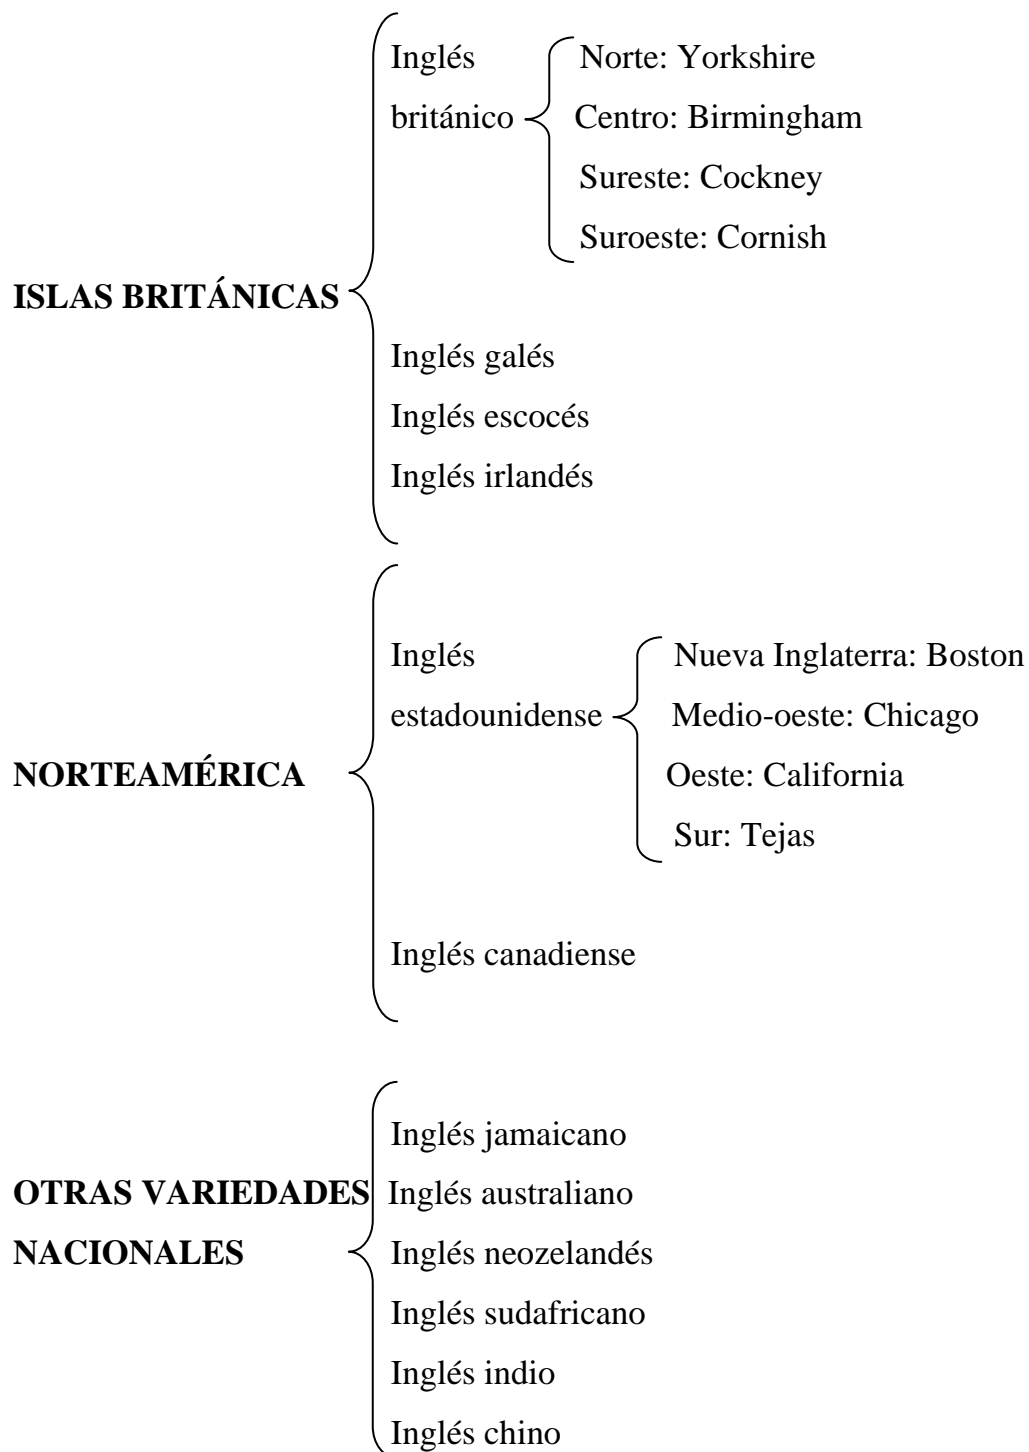 Inglés
Norte: Yorkshire
británico
Centro: Birmingham
Sureste: Cockney
Suroeste: Cornish
ISLAS BRITÁNICAS
Inglés galés
Inglés escocés
Inglés irlandés
Inglés
Nueva Inglaterra: Boston
estadounidense
Medio-oeste: Chicago
NORTEAMÉRICA
Oeste: California
Sur: Tejas
Inglés canadiense
Inglés jamaicano
OTRAS VARIEDADES
Inglés australiano
NACIONALES
Inglés neozelandés
Inglés sudafricano
Inglés indio
Inglés chino